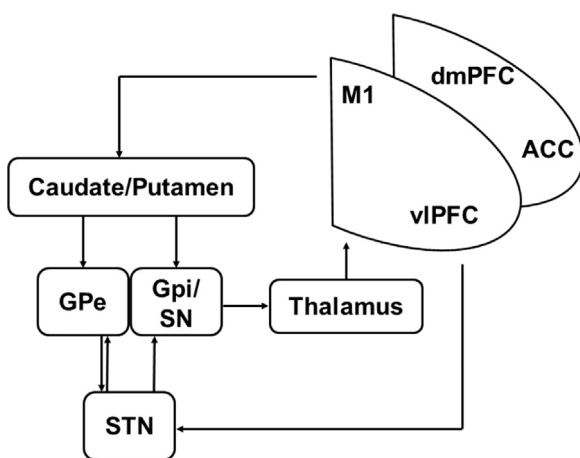 dmPFC
M1
ACC
Caudate/Putamen
vlPFC
GPe
Gpi/
SN
Thalamus
STN